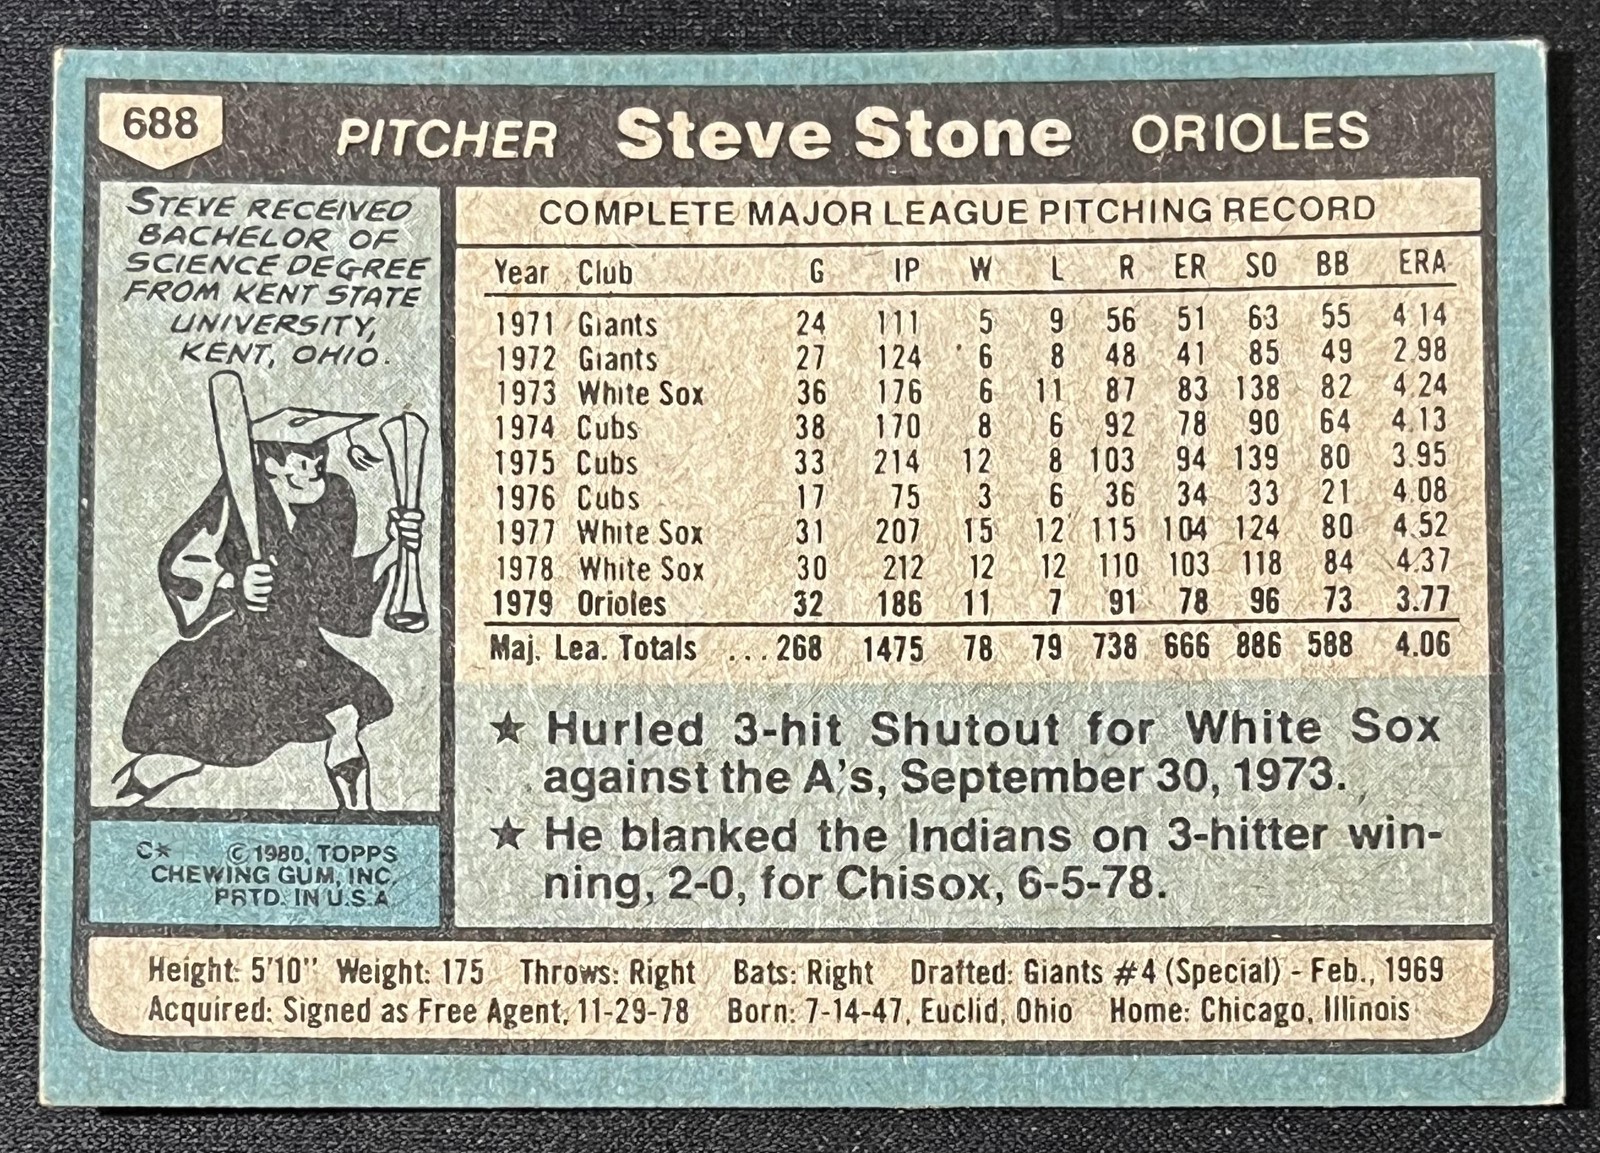 688 PITCHER Steve Stone ORIOLES
STEVE RECEIVED
BACHELOR OF
SCIENCE DEGREE
FROM KENT STATE
UNIVERSITY,
KENT, OHIO.
C* © 1980, TOPPS
CHEWING GUM, INC.
PRTD. IN U.S.A.
COMPLETE MAJOR LEAGUE PITCHING RECORD
Year Club G IP W L R ER SO BB ERA
1971 Giants 24 111 5 9 56 51 63 55 4.14
1972 Giants 27 124 6 8 48 41 85 49 2.98
1973 White Sox 36 176 6 11 87 83 138 82 4.24
1974 Cubs 38 170 8 6 92 78 90 64 4.13
1975 Cubs 33 214 12 8 103 94 139 80 3.95
1976 Cubs 17 75 3 6 36 34 33 21 4.08
1977 White Sox 31 207 15 12 115 104 124 80 4.52
1978 White Sox 30 212 12 12 110 103 118 84 4.37
1979 Orioles 32 186 11 7 91 78 96 73 3.77
Maj. Lea. Totals ...268 1475 78 79 738 666 886 588 4.06
★ Hurled 3-hit Shutout for White Sox
against the A's, September 30, 1973.
★ He blanked the Indians on 3-hitter win-
ning, 2-0, for Chisox, 6-5-78.
Height: 5'10" Weight: 175 Throws: Right Bats: Right Drafted: Giants #4 (Special) - Feb., 1969
Acquired: Signed as Free Agent, 11-29-78 Born: 7-14-47, Euclid, Ohio Home: Chicago, Illinois